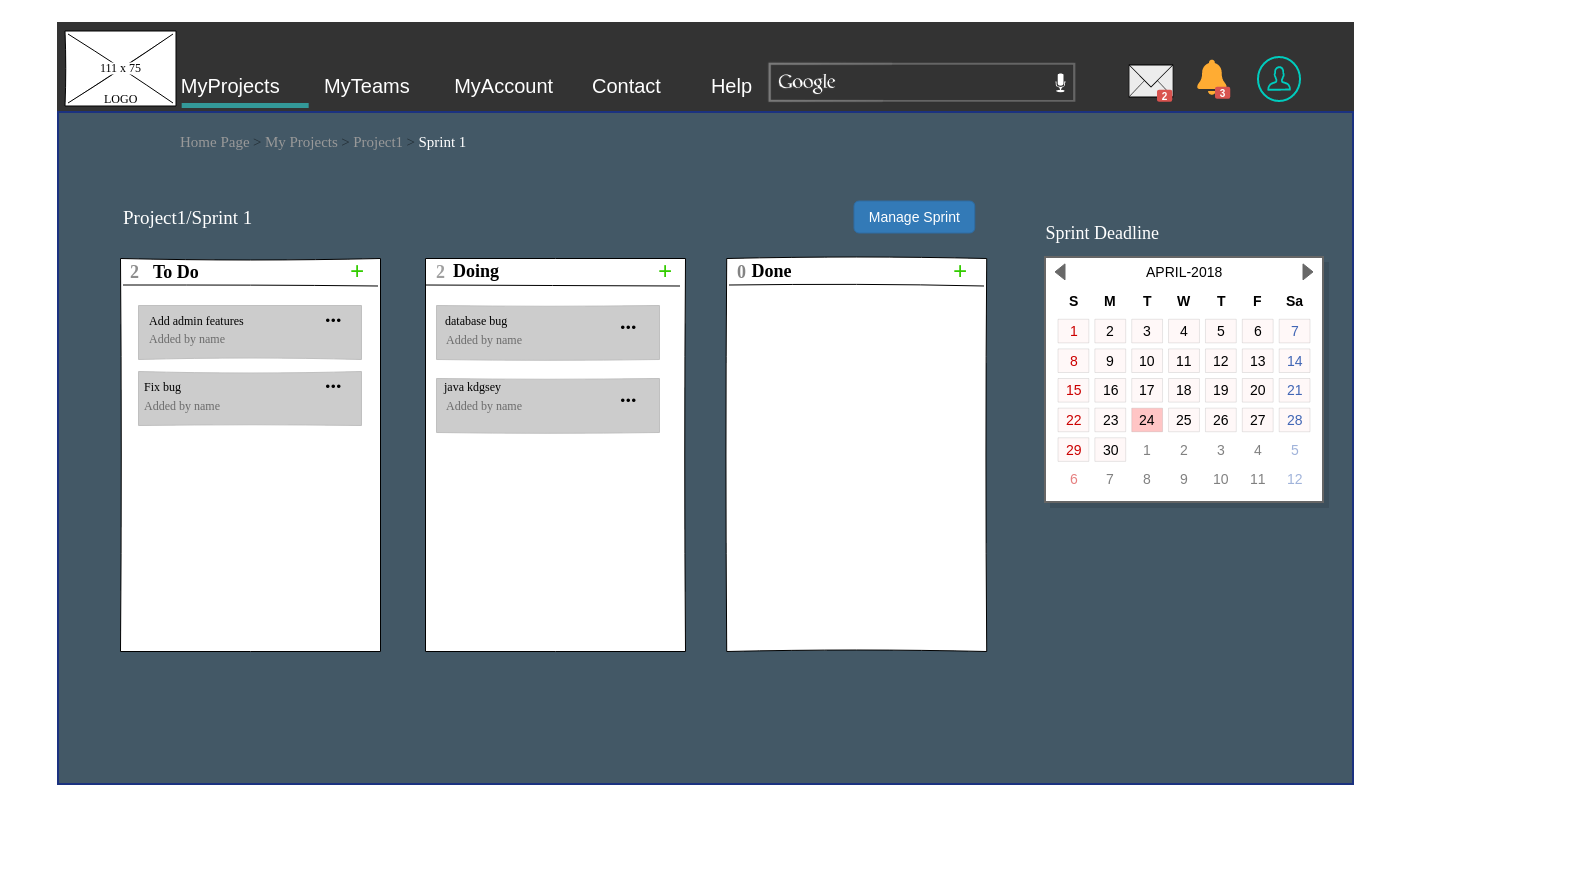 111 x 75
LOGO
MyProjects MyTeams MyAccount Contact Help Google 2 3
Home Page > My Projects > Project1 > Sprint 1
Project1/Sprint 1 Manage Sprint
Sprint Deadline
2 To Do +
Add admin features ...
Added by name
Fix bug ...
Added by name
2 Doing +
database bug ...
Added by name
java kdgsey ...
Added by name
0 Done +
APRIL-2018
S M T W T F Sa
1 2 3 4 5 6 7
8 9 10 11 12 13 14
15 16 17 18 19 20 21
22 23 24 25 26 27 28
29 30 1 2 3 4 5
6 7 8 9 10 11 12